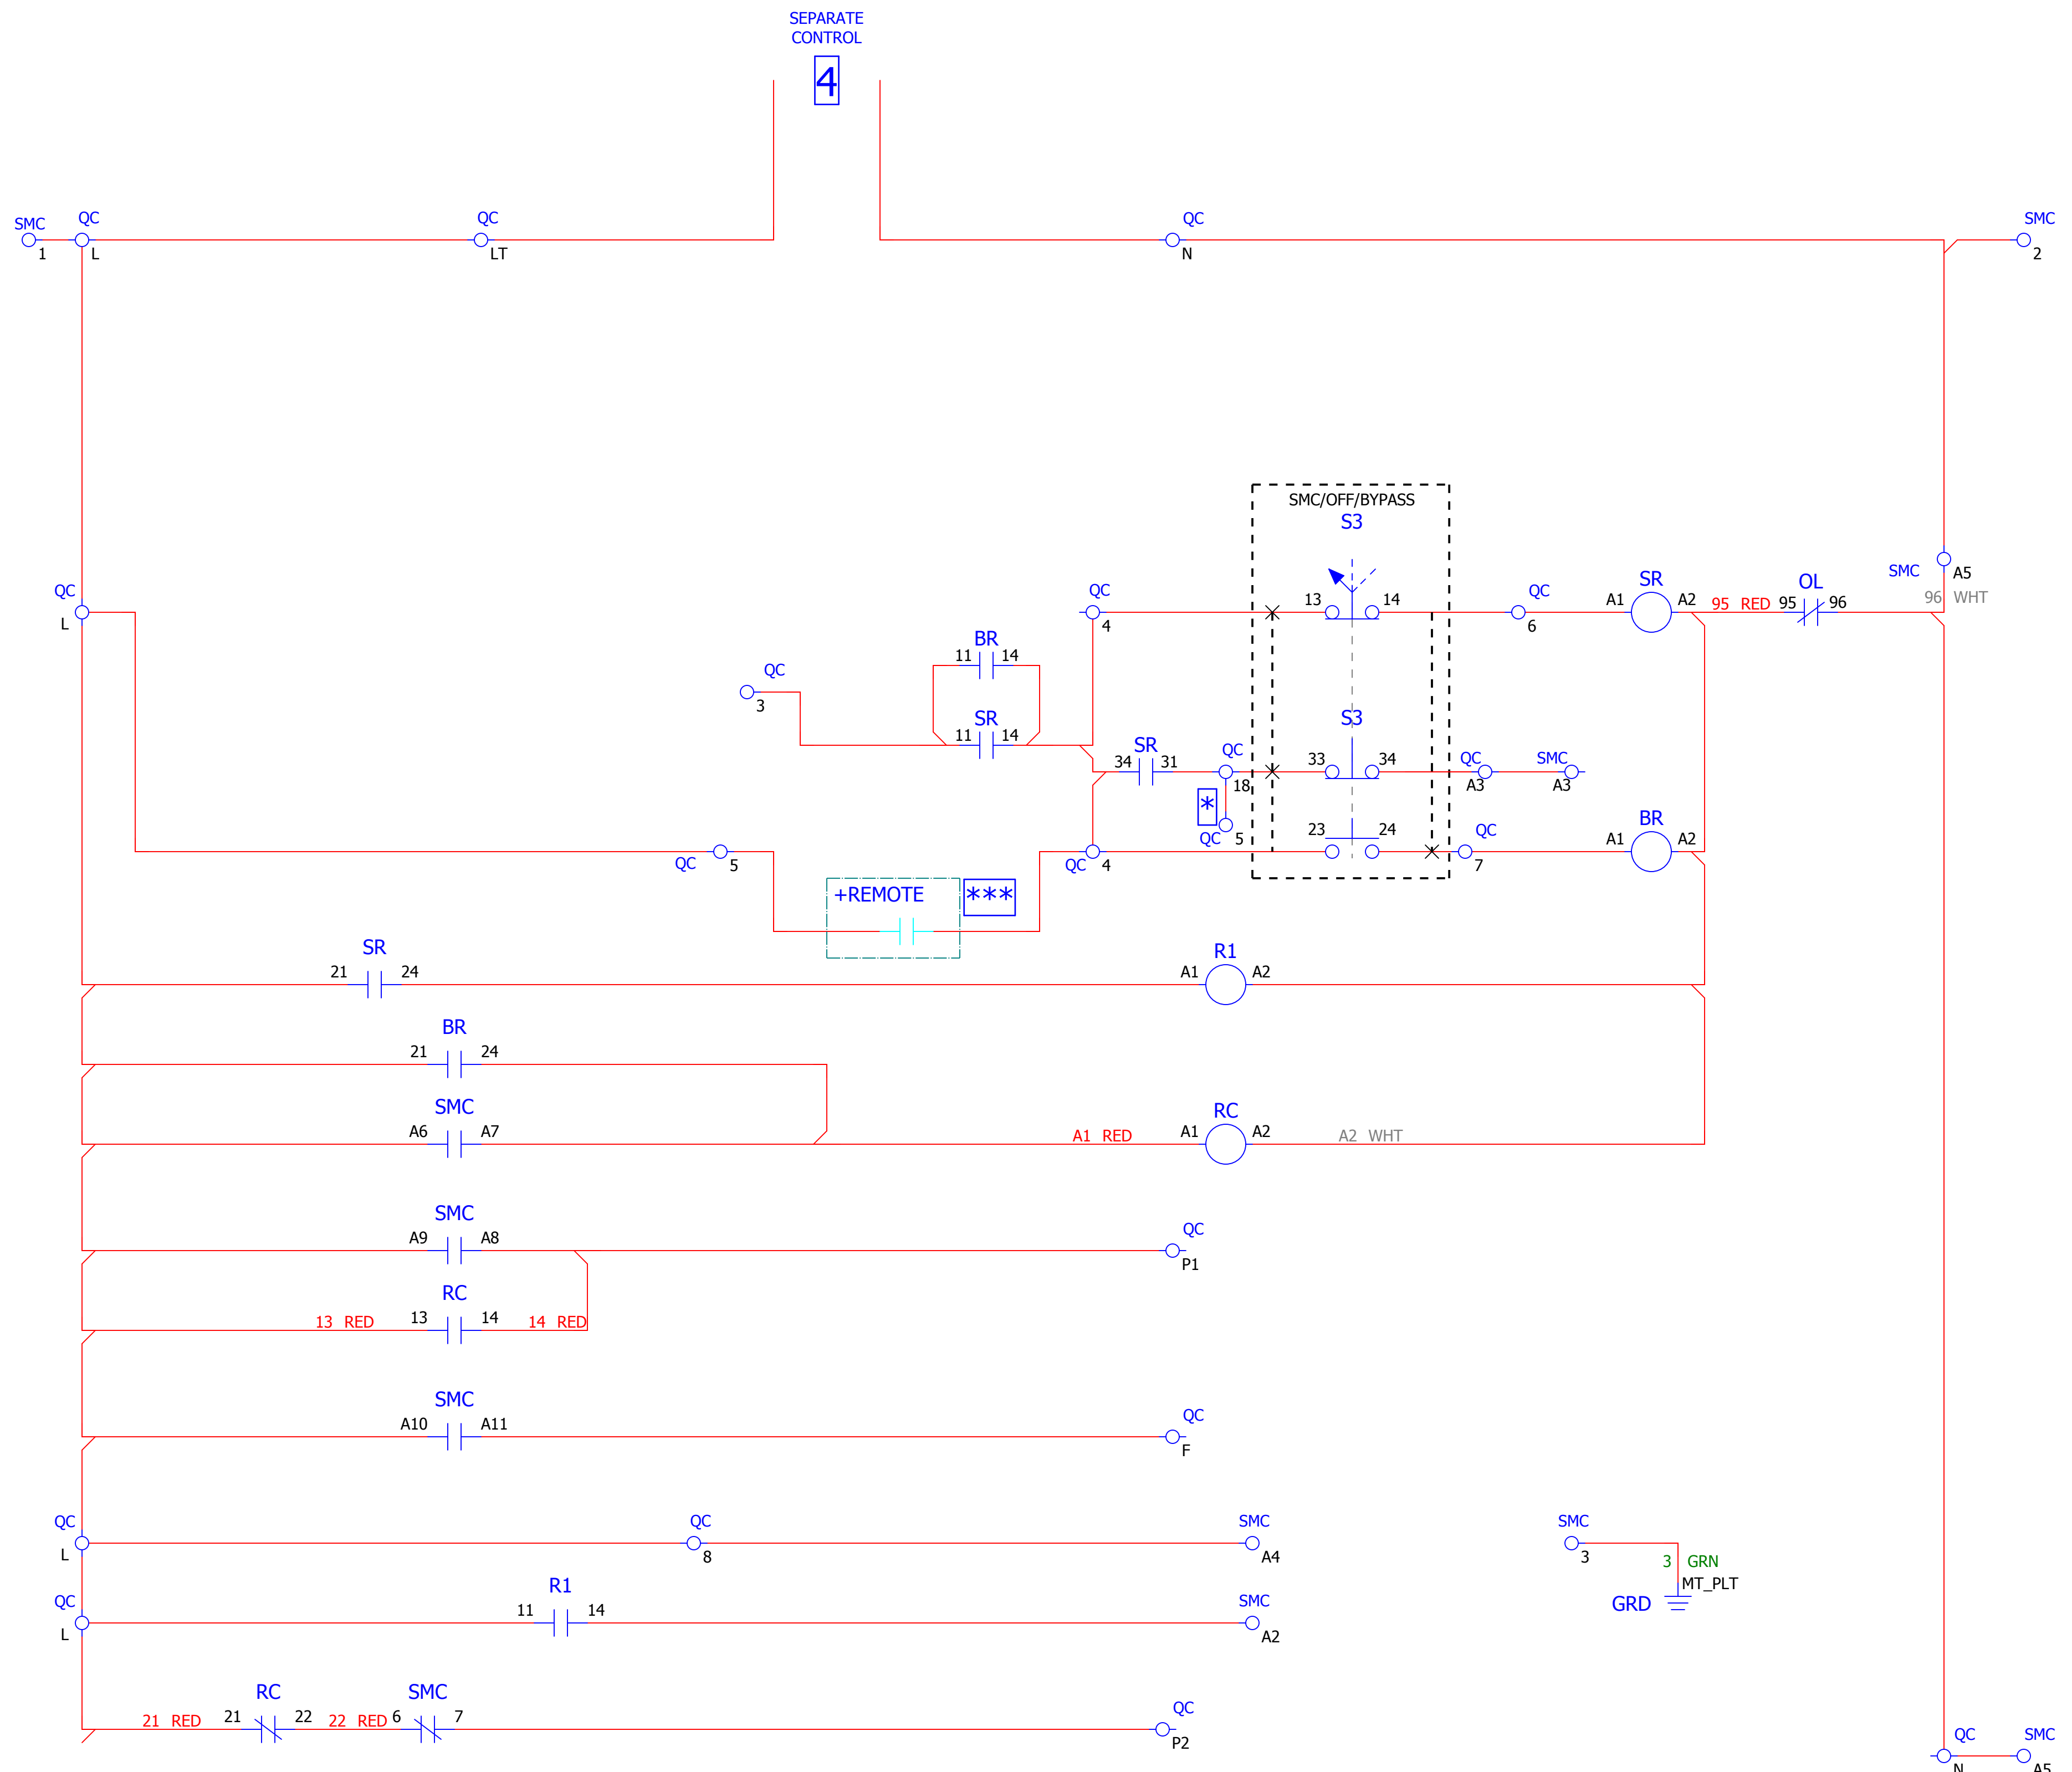 SEPARATE
CONTROL
4
SMC QC QC QC SMC
1 L LT N 2
SMC/OFF/BYPASS
S3
QC QC QC SR OL SMC A5
L 4 13 14 6 A1 A2 95 RED 95 96 96 WHT
BR
11 14
QC
3
SR
11 14
S3
SR
34 31
QC
18
33 34
QC
A3
SMC
A3
*
QC 5
23 24
QC
7
BR
A1 A2
QC 5
QC 4
+REMOTE ***
SR
21 24
R1
A1 A2
BR
21 24
SMC
A6 A7
RC
A1 RED A1 A2 A2 WHT
SMC
A9 A8
QC
P1
RC
13 RED 13 14 14 RED
SMC
A10 A11
QC
F
QC QC SMC SMC
L 8 A4 3
3 GRN
MT_PLT
GRD
QC R1 SMC
L 11 14 A2
RC SMC QC
21 RED 21 22 22 RED 6 7 P2
QC SMC
N A5